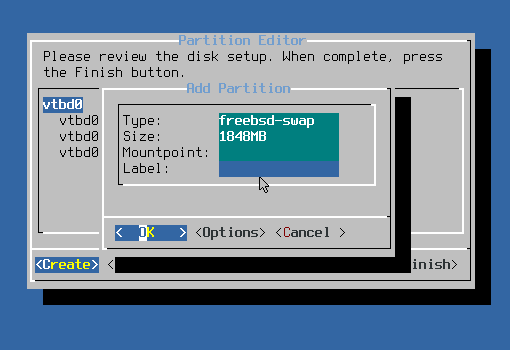 Partition Editor
Please review the disk setup. When complete, press
the Finish button.
Add Partition
vtbd0
vtbd0
vtbd0
vtbd0
Type: freebsd-swap
Size: 1848MB
Mountpoint:
Label:
< OK > <Options> <Cancel >
<Create> < inish>